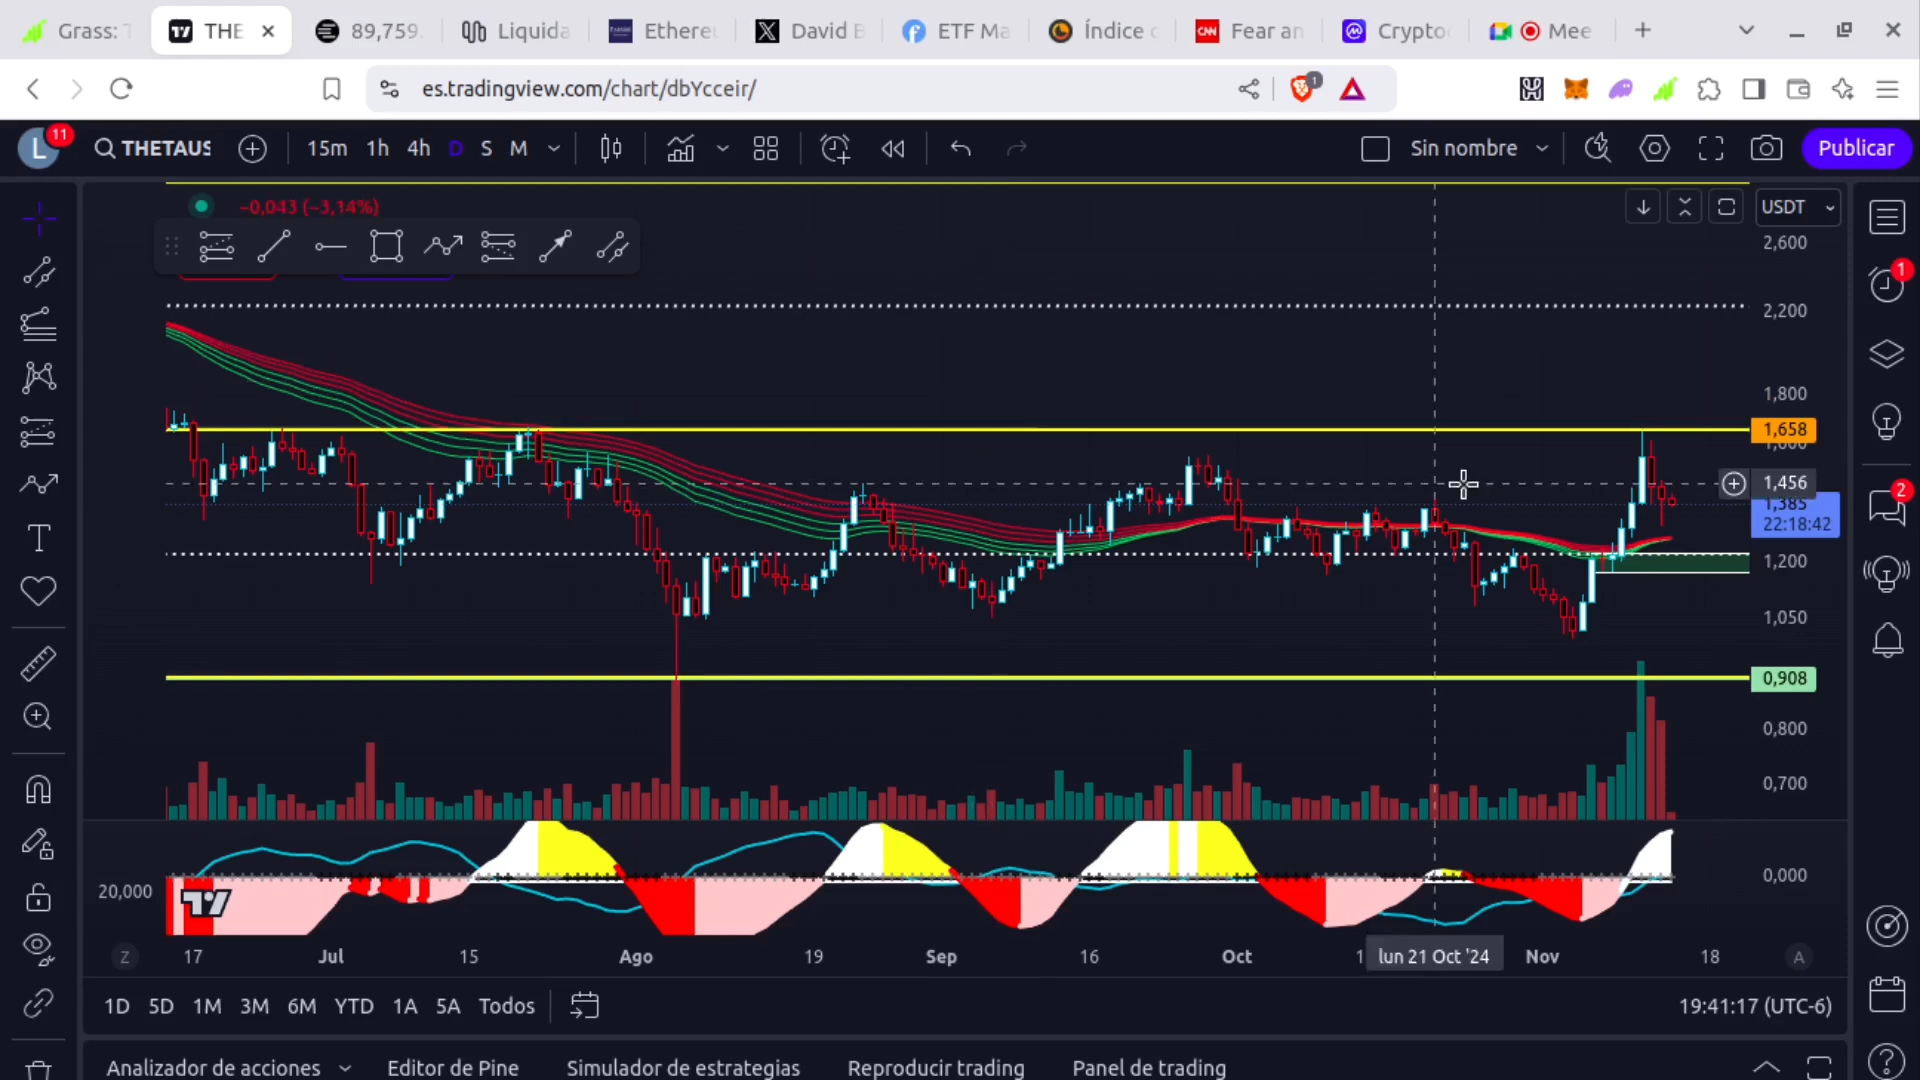 Grass: T
THE
89,759.
Liquida
Ethereu
David B
ETF Ma
Índice c
CNN
Fear an
Crypto
Mee
es.tradingview.com/chart/dbYcceir/
1
L
11
THETAUS
15m
1h
4h
D
S
M
Sin nombre
Publicar
−0,043 (−3,14%)
USDT
2,600
2,200
1,800
1,658
1,456
1,385
22:18:42
1,200
1,050
0,908
0,800
0,700
1
2
20,000
0,000
Z
17
Jul
15
Ago
19
Sep
16
Oct
1
lun 21 Oct '24
Nov
18
A
1D
5D
1M
3M
6M
YTD
1A
5A
Todos
19:41:17 (UTC-6)
Analizador de acciones
Editor de Pine
Simulador de estrategias
Reproducir trading
Panel de trading